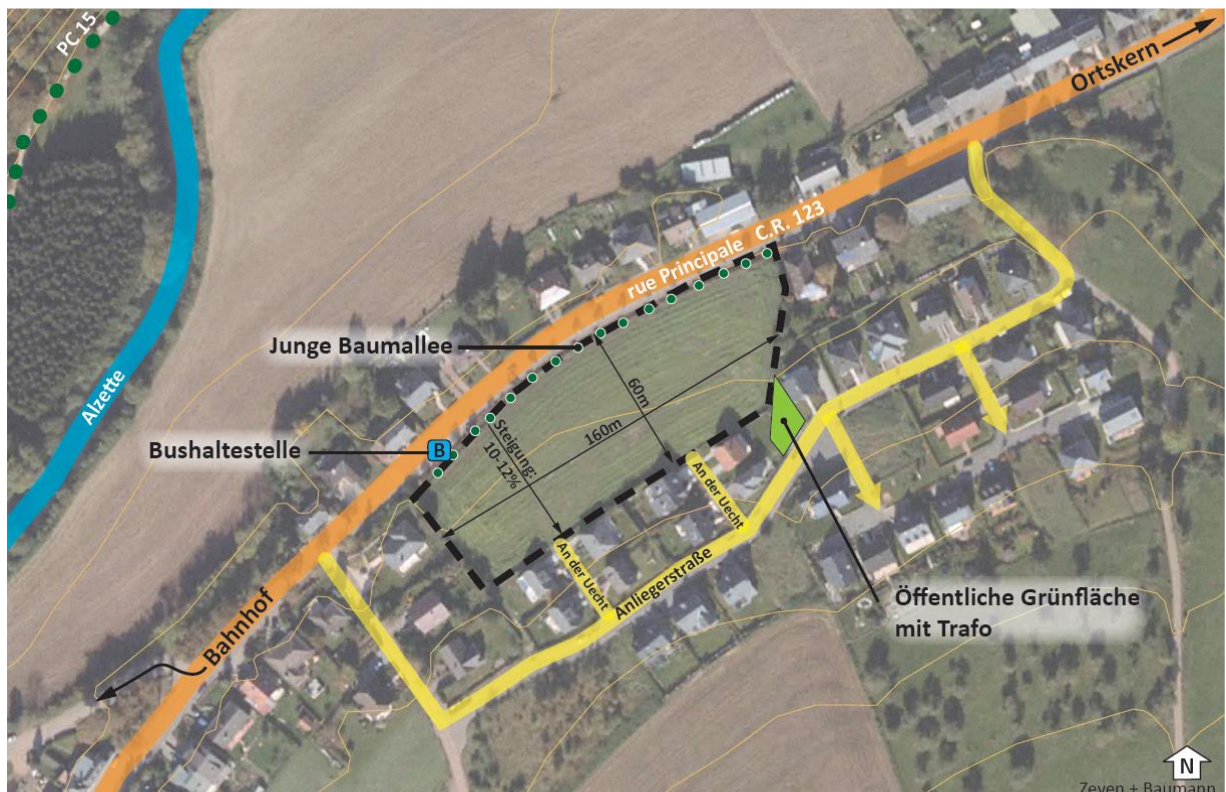 PC 15
Ortskern
rue Principale C.R. 123
Junge Baumallee
Alzette
60m
160m
Bushaltestelle
B
Steigung:
10-12%
An der Uecht
An der Uecht
Anliegerstraße
Öffentliche Grünfläche
mit Trafo
Bahnhof
N
Zeyen + Baumann